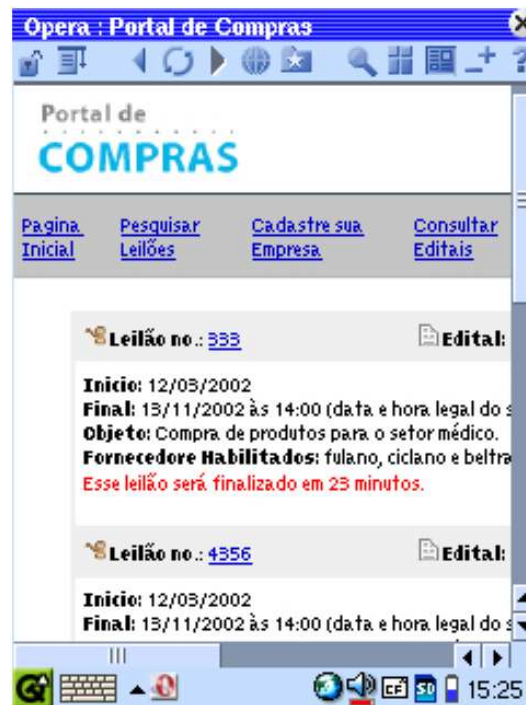 Opera : Portal de Compras
Portal de
COMPRAS
Pagina Inicial
Pesquisar Leilões
Cadastre sua Empresa
Consultar Editais
Leilão no.: 333
Edital:
Inicio: 12/03/2002
Final: 13/11/2002 às 14:00 (data e hora legal do
Objeto: Compra de produtos para o setor médico.
Fornecedore Habilitados: fulano, ciclano e beltra
Esse leilão será finalizado em 23 minutos.
Leilão no.: 4356
Edital:
Inicio: 12/03/2002
Final: 13/11/2002 às 14:00 (data e hora legal do
CF
SD
15:25